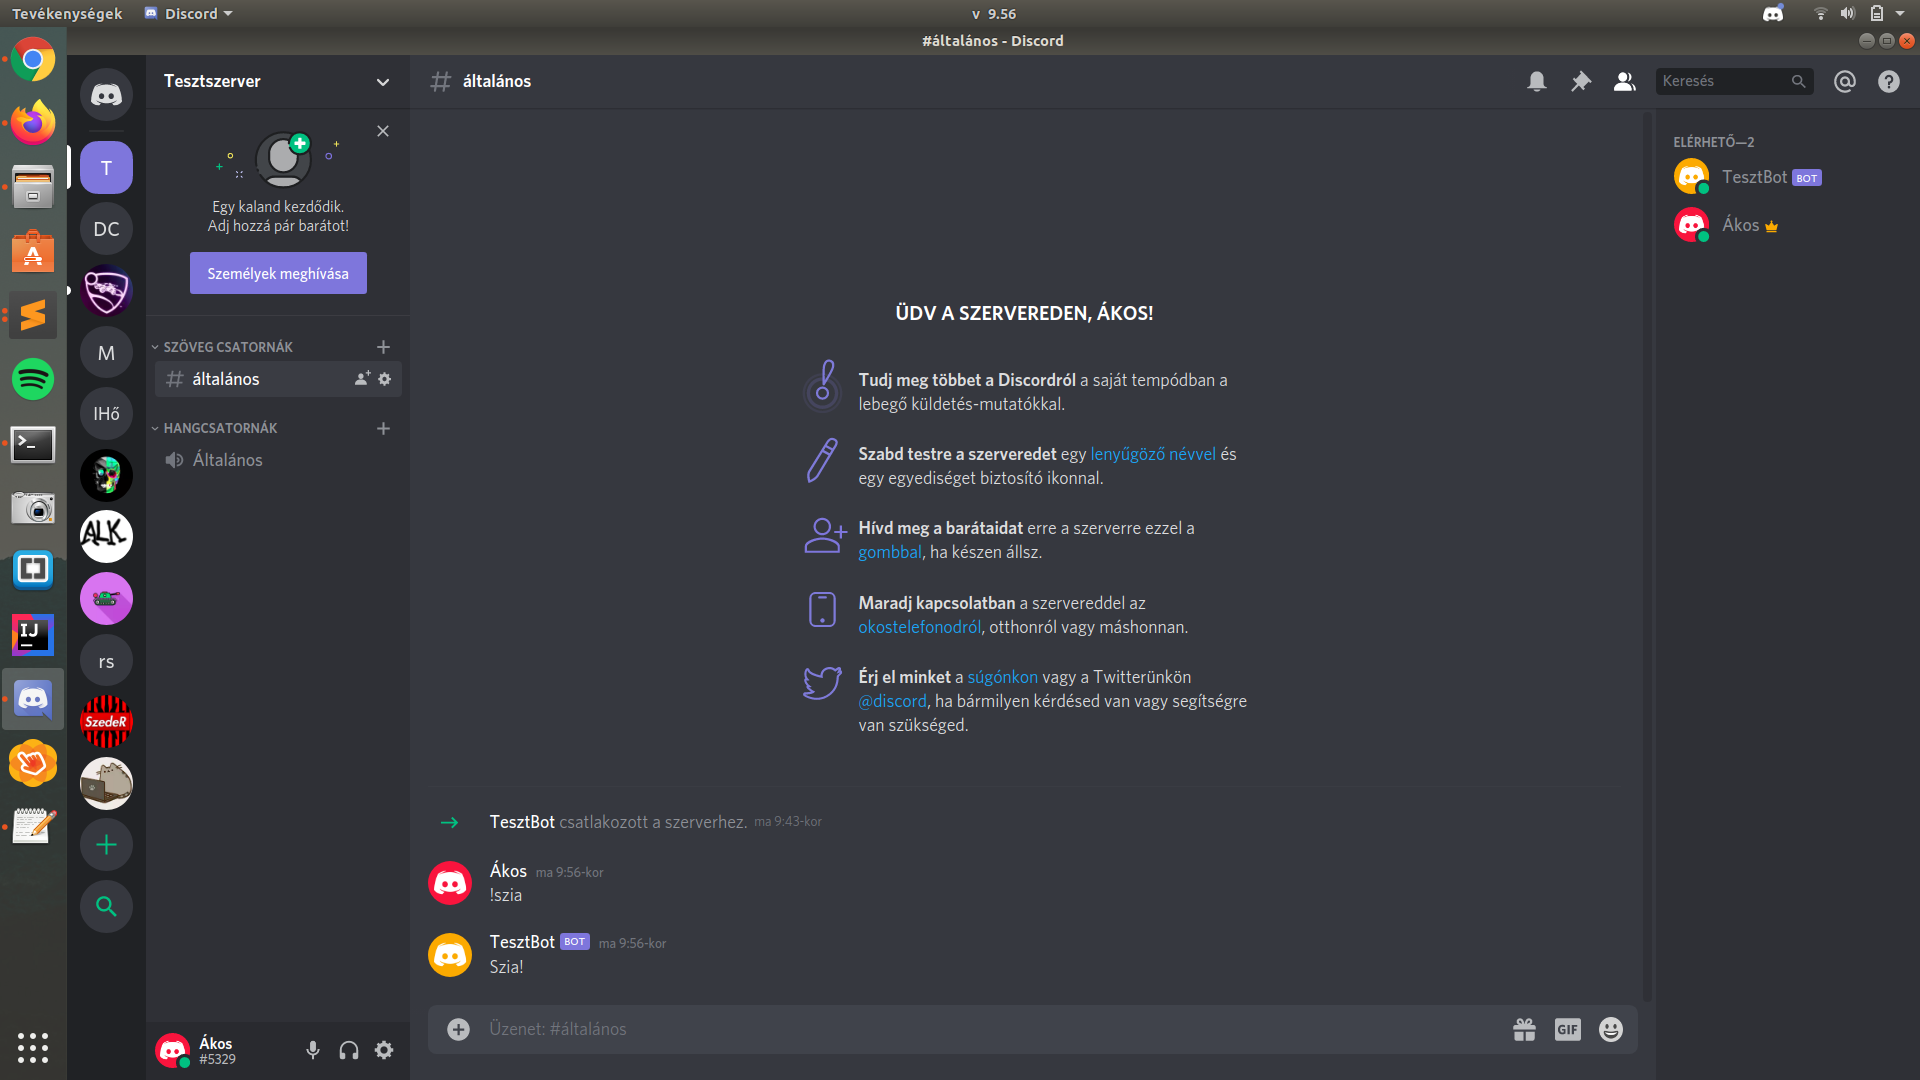 Tevékenységek
Discord
v 9.56
#általános - Discord
T
DC
M
IHő
ALK
rs
SzedeR
IJ
Tesztszerver
Egy kaland kezdődik.
Adj hozzá pár barátot!
Személyek meghívása
SZÖVEG CSATORNÁK
általános
HANGCSATORNÁK
Általános
Ákos
#5329
általános
Keresés
ÜDV A SZERVEREDEN, ÁKOS!
Tudj meg többet a Discordról a saját tempódban a
lebegő küldetés-mutatókkal.
Szabd testre a szerveredet egy lenyűgöző névvel és
egy egyediséget biztosító ikonnal.
Hívd meg a barátaidat erre a szerverre ezzel a
gombbal, ha készen állsz.
Maradj kapcsolatban a szervereddel az
okostelefonodról, otthonról vagy máshonnan.
Érj el minket a súgónkon vagy a Twitterünkön
@discord, ha bármilyen kérdésed van vagy segítségre
van szükséged.
TesztBot csatlakozott a szerverhez. ma 9:43-kor
Ákos ma 9:56-kor
!szia
TesztBot BOT ma 9:56-kor
Szia!
Üzenet: #általános
GIF
ELÉRHETŐ—2
TesztBot BOT
Ákos